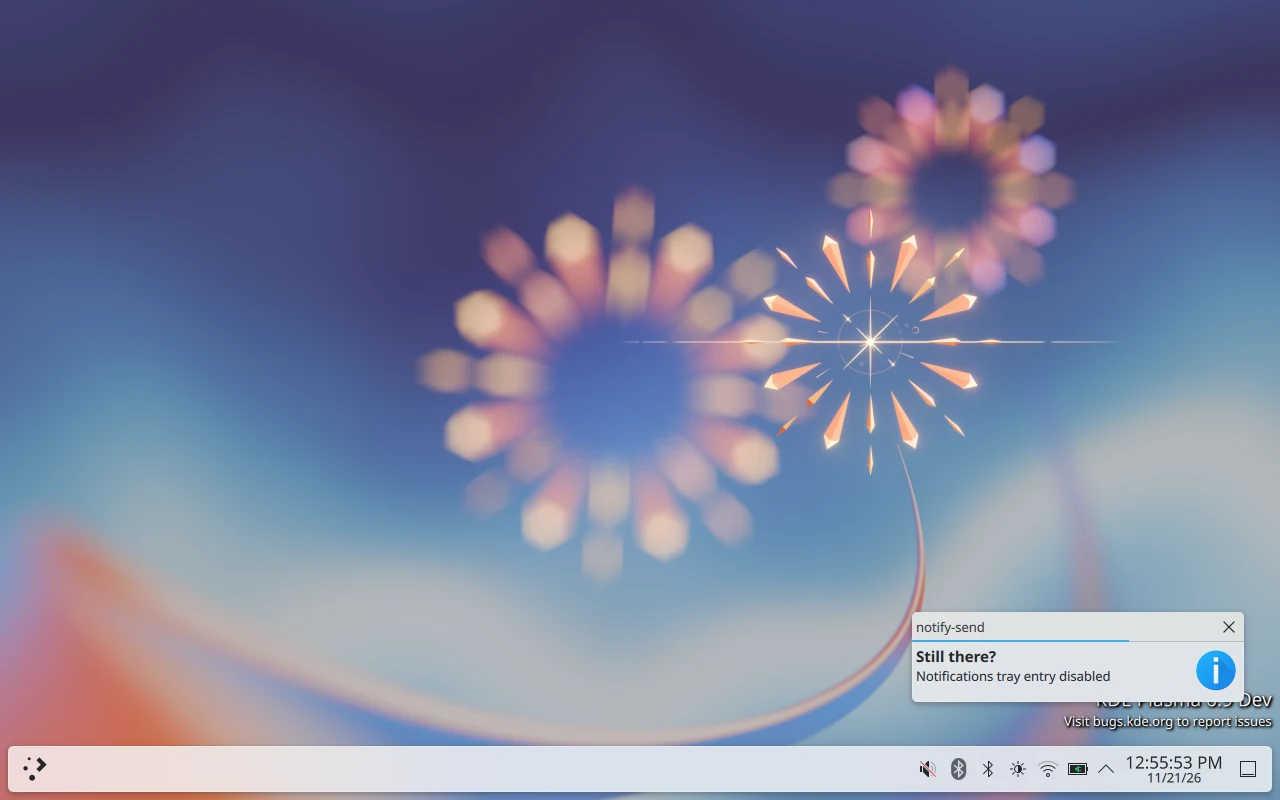 notify-send
Still there?
Notifications tray entry disabled
Visit bugs.kde.org to report issues
12:55:53 PM
11/21/26